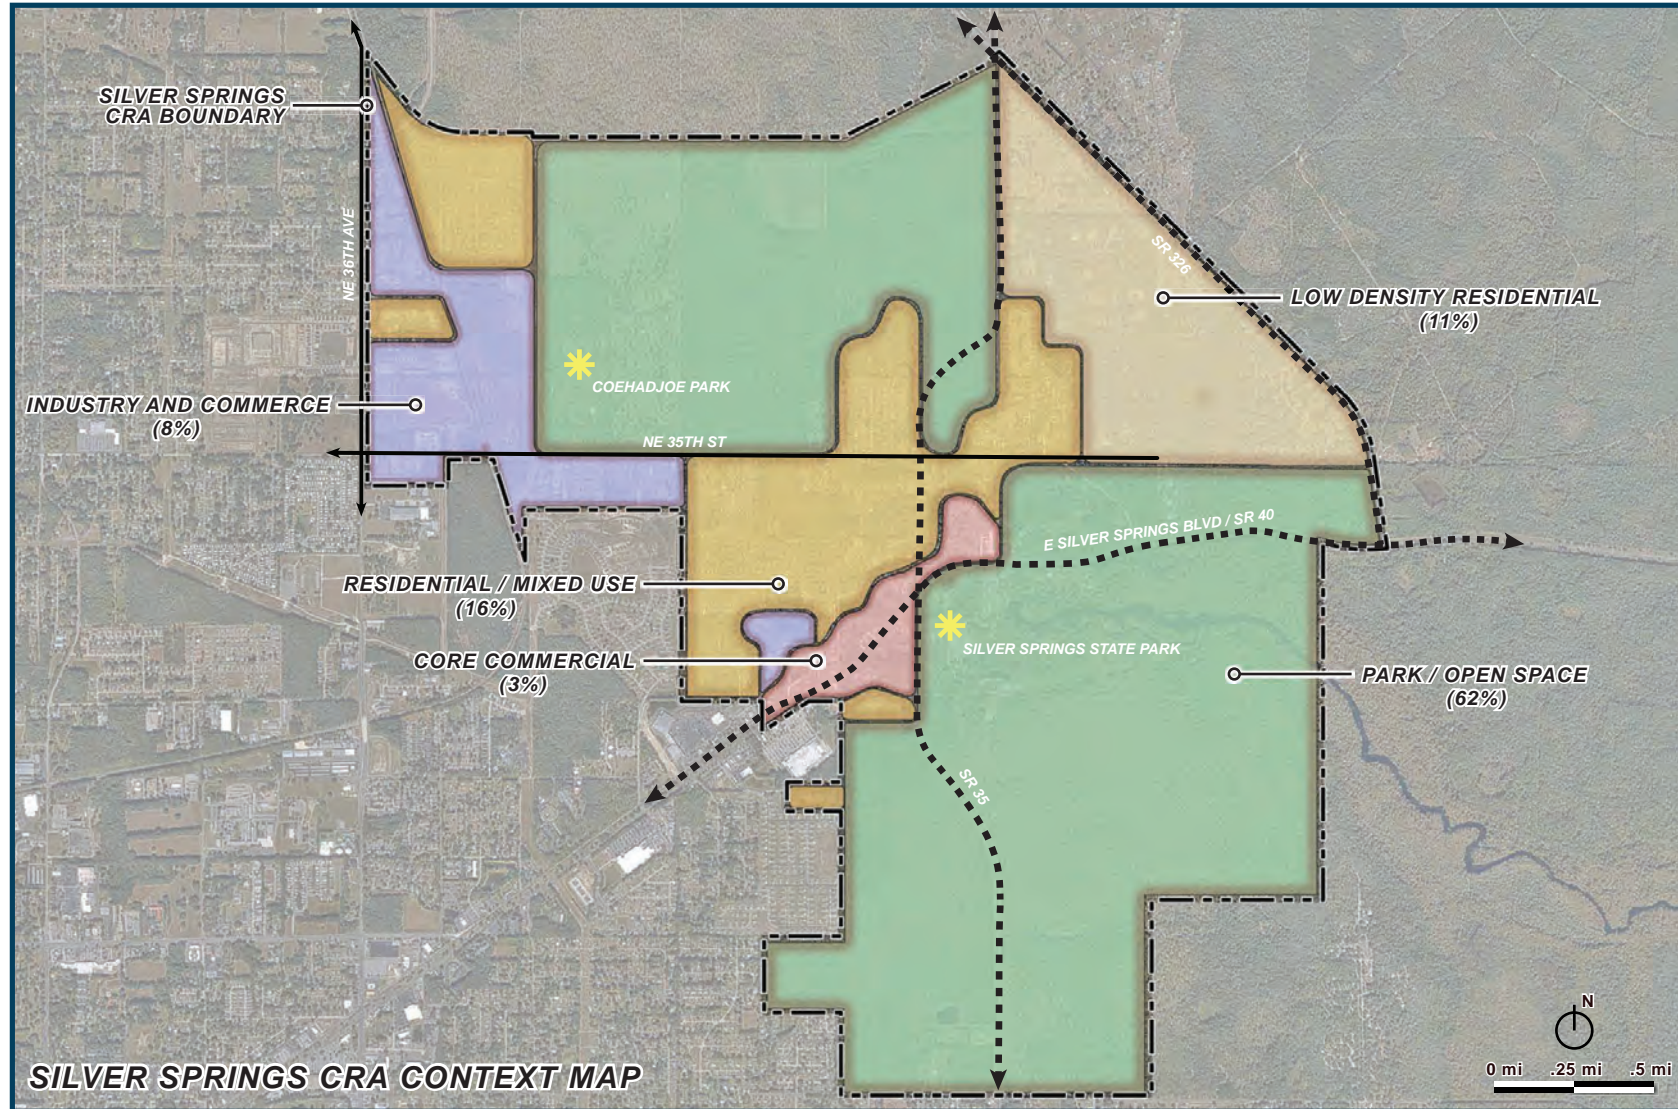 SILVER SPRINGS
CRA BOUNDARY
NE 36TH AVE
SR 326
LOW DENSITY RESIDENTIAL
(11%)
COEHADJOE PARK
INDUSTRY AND COMMERCE
(8%)
NE 35TH ST
E SILVER SPRINGS BLVD / SR 40
RESIDENTIAL / MIXED USE
(16%)
SILVER SPRINGS STATE PARK
CORE COMMERCIAL
(3%)
PARK / OPEN SPACE
(62%)
SR 35
N
SILVER SPRINGS CRA CONTEXT MAP
0 mi .25 mi .5 mi